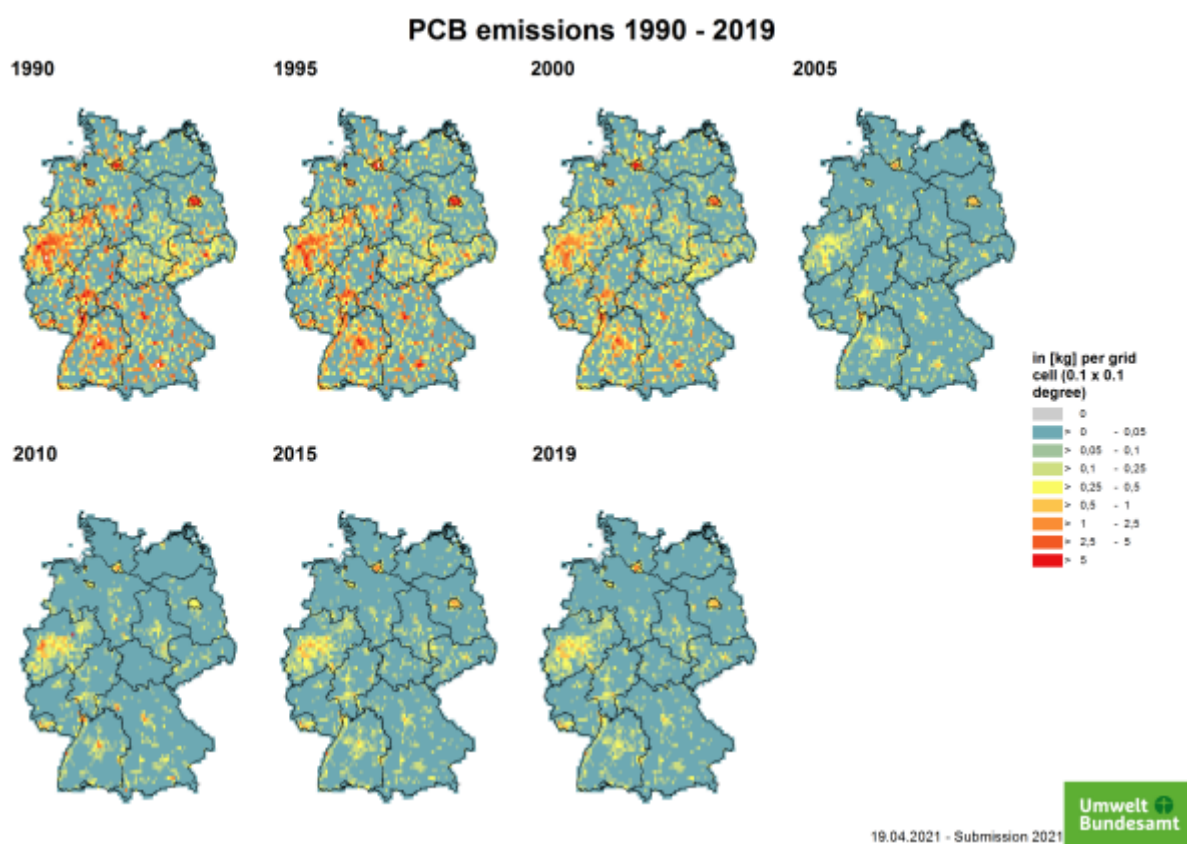 PCB emissions 1990 - 2019
1990
1995
2000
2005
in [kg] per grid
cell (0.1 x 0.1
degree)
0
> 0 - 0,05
> 0,05 - 0,1
> 0,1 - 0,25
> 0,25 - 0,5
> 0,5 - 1
> 1 - 2,5
> 2,5 - 5
> 5
2010
2015
2019
Umwelt
Bundesamt
19.04.2021 - Submission 2021